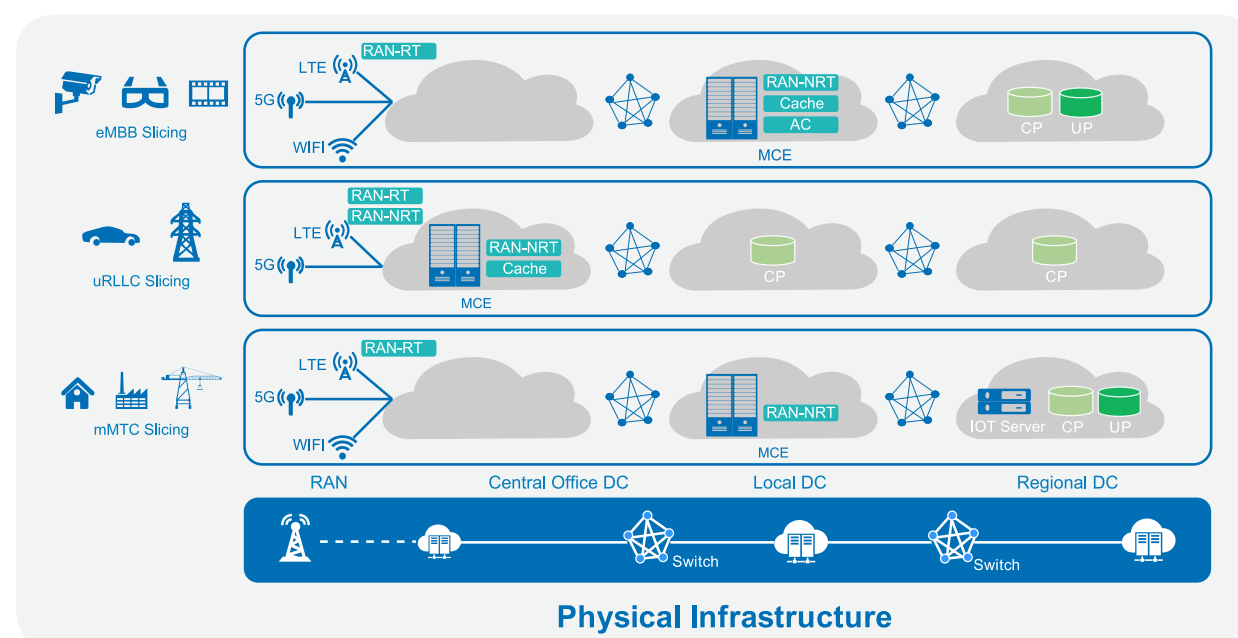 RAN-RT
LTE
5G
WIFI
eMBB Slicing
RAN-NRT
Cache
AC
MCE
CP UP
RAN-RT
RAN-NRT
LTE
5G
uRLLC Slicing
RAN-NRT
Cache
MCE
CP
CP
RAN-RT
LTE
5G
WIFI
mMTC Slicing
RAN-NRT
MCE
IOT Server CP UP
RAN Central Office DC Local DC Regional DC
Switch Switch
Physical Infrastructure